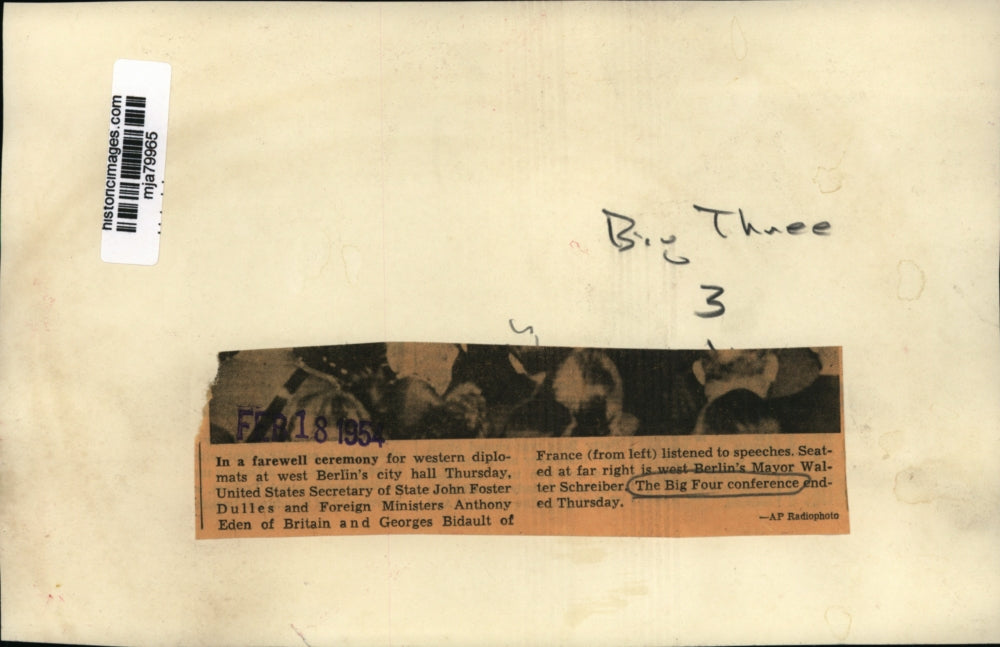 historicimages.com
mja79965
Big Three
3
FEB 18 1954
In a farewell ceremony for western diplo-
mats at west Berlin's city hall Thursday,
United States Secretary of State John Foster
Dulles and Foreign Ministers Anthony
Eden of Britain and Georges Bidault of
France (from left) listened to speeches. Seat-
ed at far right is west Berlin's Mayor Wal-
ter Schreiber. The Big Four conference end-
ed Thursday.
—AP Radiophoto